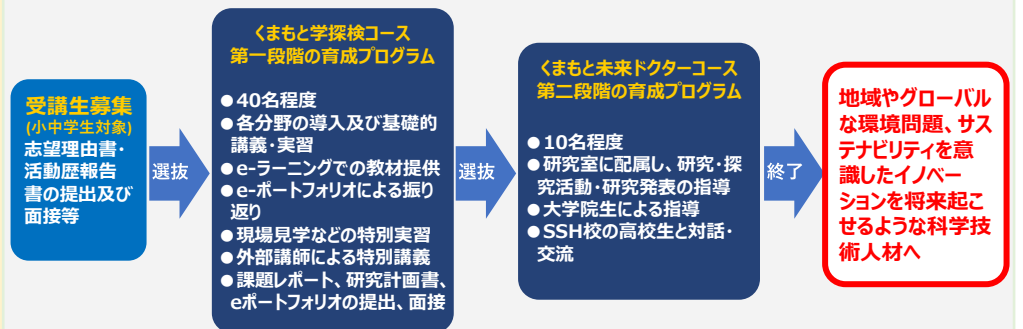 受講生募集
(小中学生対象)
志望理由書・
活動歴報告
書の提出及び
面接等
選抜
くまもと学探検コース
第一段階の育成プログラム
●40名程度
●各分野の導入及び基礎的
講義・実習
●e-ラーニングでの教材提供
●e-ポートフォリオによる振り
返り
●現場見学などの特別実習
●外部講師による特別講義
●課題レポート、研究計画書、
eポートフォリオの提出、面接
選抜
くまもと未来ドクターコース
第二段階の育成プログラム
●10名程度
●研究室に配属し、研究・探
究活動・研究発表の指導
●大学院生による指導
●SSH校の高校生と対話・
交流
終了
地域やグローバル
な環境問題、サス
テナビリティを意
識したイノベー
ションを将来起こ
せるような科学技
術人材へ